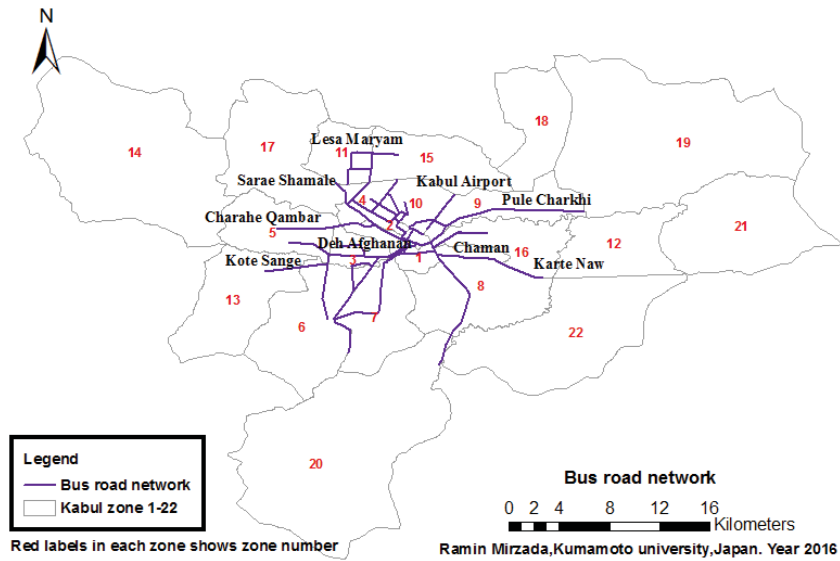 N
18
19
14
17
Lesa Maryam
11
15
Sarae Shamale
Kabul Airport
4
10
9
Pule Charkhi
Charahe Qambar
5
2
21
Deh Afghanan
Chaman
16
12
Kote Sange
3
1
Karte Naw
13
8
6
7
22
20
Legend
Bus road network
Kabul zone 1-22
Red labels in each zone shows zone number
Bus road network
0 2 4 8 12 16
Kilometers
Ramin Mirzada,Kumamoto university,Japan. Year 2016